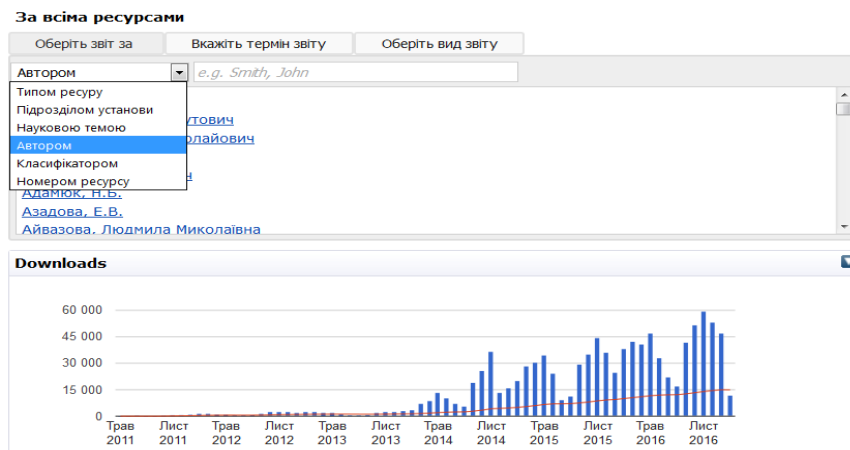 За всіма ресурсами
Оберіть звіт за Вкажіть термін звіту Оберіть вид звіту
Автором e.g. Smith, John
Типом ресуру
Підрозділом установи
Науковою темою
Автором
Класифікатором
Номером ресурсу
Адамюк, Н.Б.
Азадова, Е.В.
Айвазова, Людмила Миколаївна
Downloads
60 000
45 000
30 000
15 000
0
Трав Лист Трав Лист Трав Лист Трав Лист Трав Лист Трав Лист
2011 2011 2012 2012 2013 2013 2014 2014 2015 2015 2016 2016